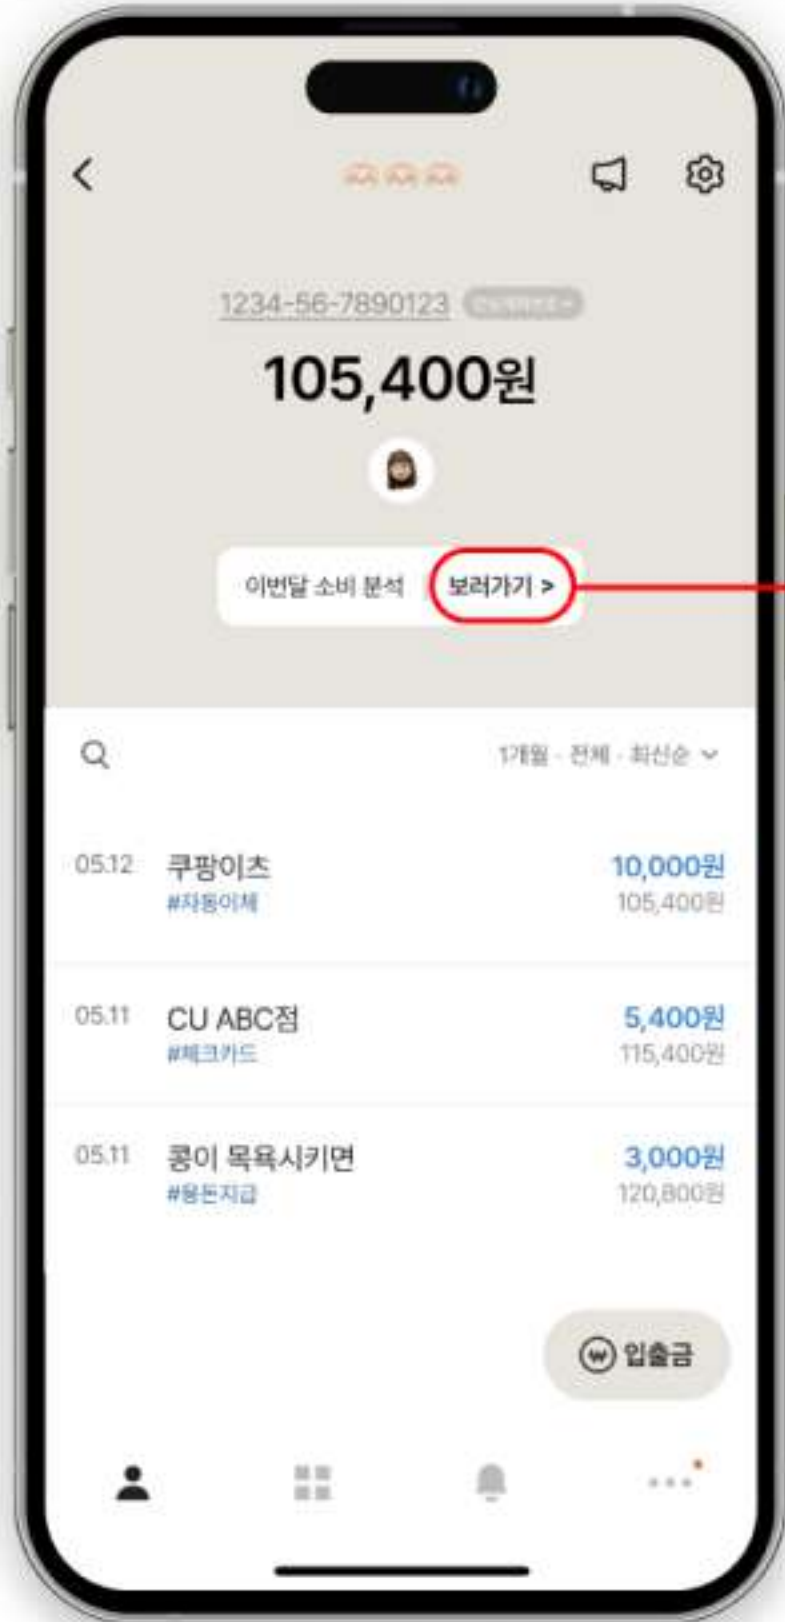 1234-56-7890123
105,400원
이번달 소비 분석 보러가기 >
1개월 · 전체 · 최신순
05.12 쿠팡이츠 10,000원
#자동이체 105,400원
05.11 CU ABC점 5,400원
#체크카드 115,400원
05.11 콩이 목욕시키면 3,000원
#용돈지급 120,800원
₩ 입출금